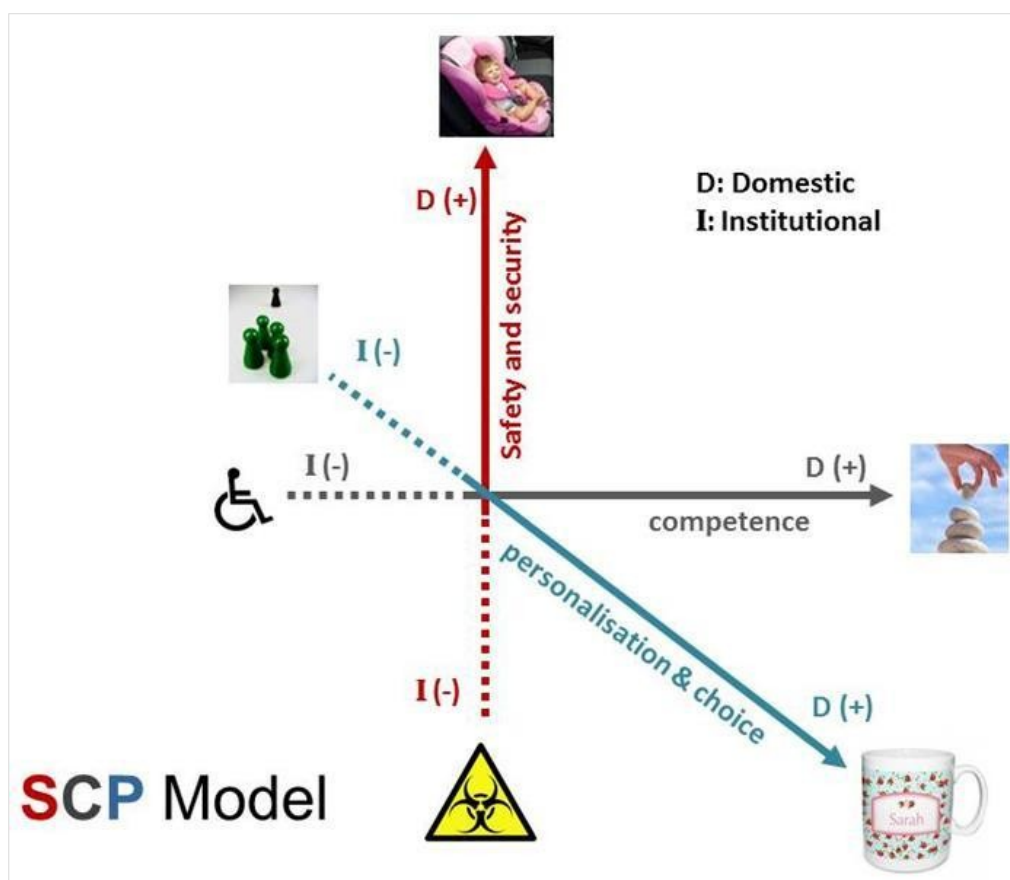 D (+)
D: Domestic
I: Institutional
Safety and security
I (-)
I (-)
D (+)
competence
personalisation & choice
I (-)
D (+)
SCP Model
Sarah